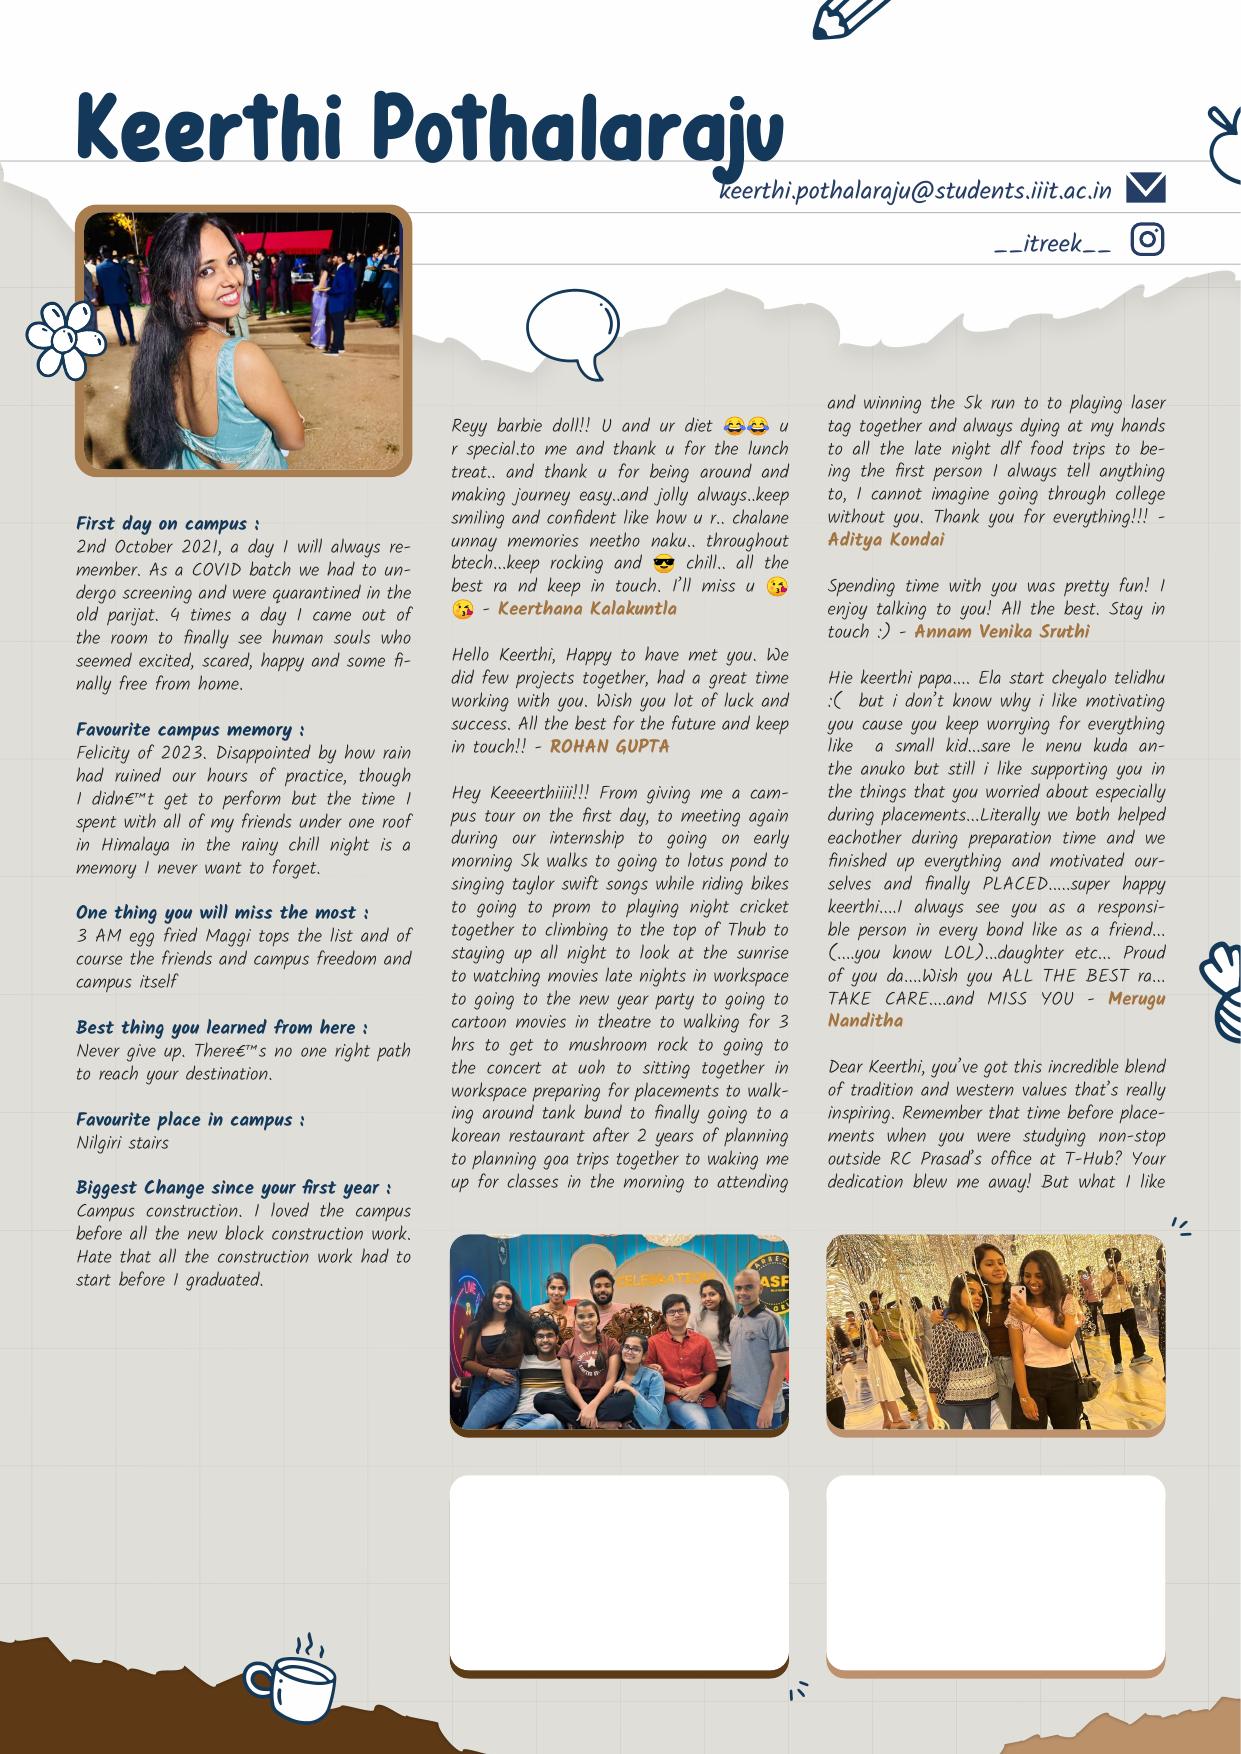 Keerthi Pothalaraju
keerthi.pothalaraju@students.iiit.ac.in
__itreek__
First day on campus :
2nd October 2021, a day I will always re-
member. As a COVID batch we had to un-
dergo screening and were quarantined in the
old parijat. 4 times a day I came out of
the room to finally see human souls who
seemed excited, scared, happy and some fi-
nally free from home.
Favourite campus memory :
Felicity of 2023. Disappointed by how rain
had ruined our hours of practice, though
I didn€™t get to perform but the time I
spent with all of my friends under one roof
in Himalaya in the rainy chill night is a
memory I never want to forget.
One thing you will miss the most :
3 AM egg fried Maggi tops the list and of
course the friends and campus freedom and
campus itself
Best thing you learned from here :
Never give up. There€™s no one right path
to reach your destination.
Favourite place in campus :
Nilgiri stairs
Biggest Change since your first year :
Campus construction. I loved the campus
before all the new block construction work.
Hate that all the construction work had to
start before I graduated.
Reyy barbie doll!! U and ur diet 😂😂 u
r special.to me and thank u for the lunch
treat.. and thank u for being around and
making journey easy..and jolly always..keep
smiling and confident like how u r.. chalane
unnay memories neetho naku.. throughout
btech...keep rocking and 😎 chill.. all the
best ra nd keep in touch. I'll miss u 😘
😘 - Keerthana Kalakuntla
Hello Keerthi, Happy to have met you. We
did few projects together, had a great time
working with you. Wish you lot of luck and
success. All the best for the future and keep
in touch!! - ROHAN GUPTA
Hey Keeeerthiiii!!! From giving me a cam-
pus tour on the first day, to meeting again
during our internship to going on early
morning 5k walks to going to lotus pond to
singing taylor swift songs while riding bikes
to going to prom to playing night cricket
together to climbing to the top of Thub to
staying up all night to look at the sunrise
to watching movies late nights in workspace
to going to the new year party to going to
cartoon movies in theatre to walking for 3
hrs to get to mushroom rock to going to
the concert at uoh to sitting together in
workspace preparing for placements to walk-
ing around tank bund to finally going to a
korean restaurant after 2 years of planning
to planning goa trips together to waking me
up for classes in the morning to attending
and winning the 5k run to to playing laser
tag together and always dying at my hands
to all the late night dlf food trips to be-
ing the first person I always tell anything
to, I cannot imagine going through college
without you. Thank you for everything!!! -
Aditya Kondai
Spending time with you was pretty fun! I
enjoy talking to you! All the best. Stay in
touch :) - Annam Venika Sruthi
Hie keerthi papa.... Ela start cheyalo telidhu
:( but i don't know why i like motivating
you cause you keep worrying for everything
like a small kid...sare le nenu kuda an-
the anuko but still i like supporting you in
the things that you worried about especially
during placements...Literally we both helped
eachother during preparation time and we
finished up everything and motivated our-
selves and finally PLACED.....super happy
keerthi....I always see you as a responsi-
ble person in every bond like as a friend...
(....you know LOL)...daughter etc... Proud
of you da....Wish you ALL THE BEST ra...
TAKE CARE....and MISS YOU - Merugu
Nanditha
Dear Keerthi, you've got this incredible blend
of tradition and western values that's really
inspiring. Remember that time before place-
ments when you were studying non-stop
outside RC Prasad's office at T-Hub? Your
dedication blew me away! But what I like
CELEBRATION